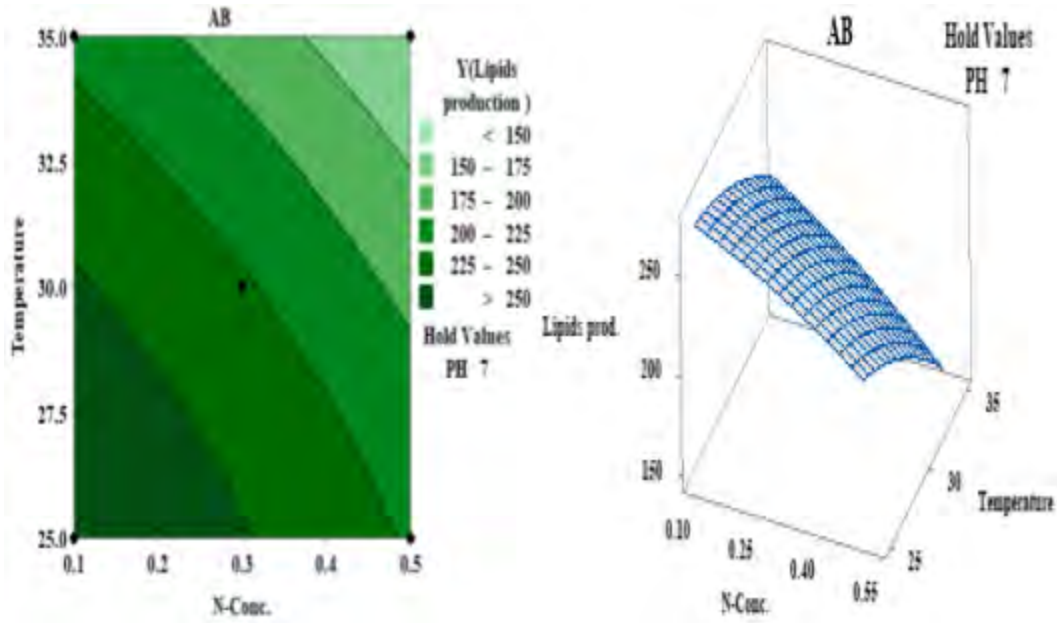 AB
35.0
32.5
30.0
27.5
25.0
Temperature
0.1 0.2 0.3 0.4 0.5
N-Conc.
Y(Lipids
production )
< 150
150 – 175
175 – 200
200 – 225
225 – 250
> 250
Hold Values
PH 7
AB
Hold Values
PH 7
250
200
150
Lipids prod.
0.10
0.25
0.40
0.55
N-Conc.
35
30
25
Temperature